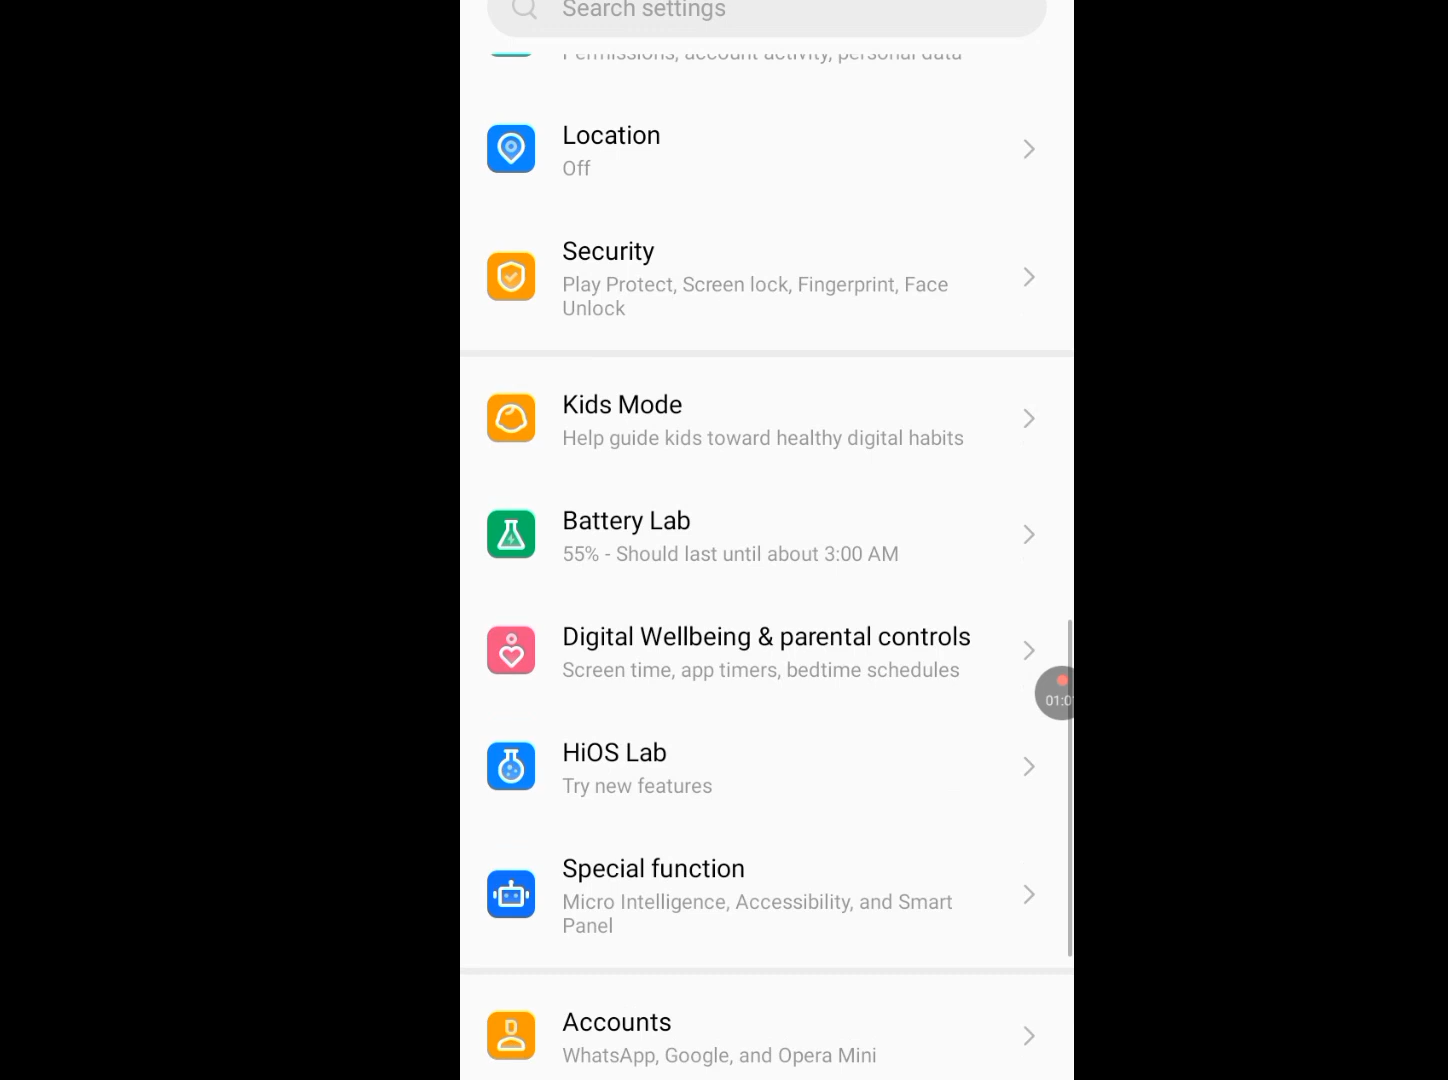 Search settings
Permissions, account activity, personal data
Location
Off
Security
Play Protect, Screen lock, Fingerprint, Face
Unlock
Kids Mode
Help guide kids toward healthy digital habits
Battery Lab
55% - Should last until about 3:00 AM
Digital Wellbeing & parental controls
Screen time, app timers, bedtime schedules
HiOS Lab
Try new features
Special function
Micro Intelligence, Accessibility, and Smart
Panel
Accounts
WhatsApp, Google, and Opera Mini